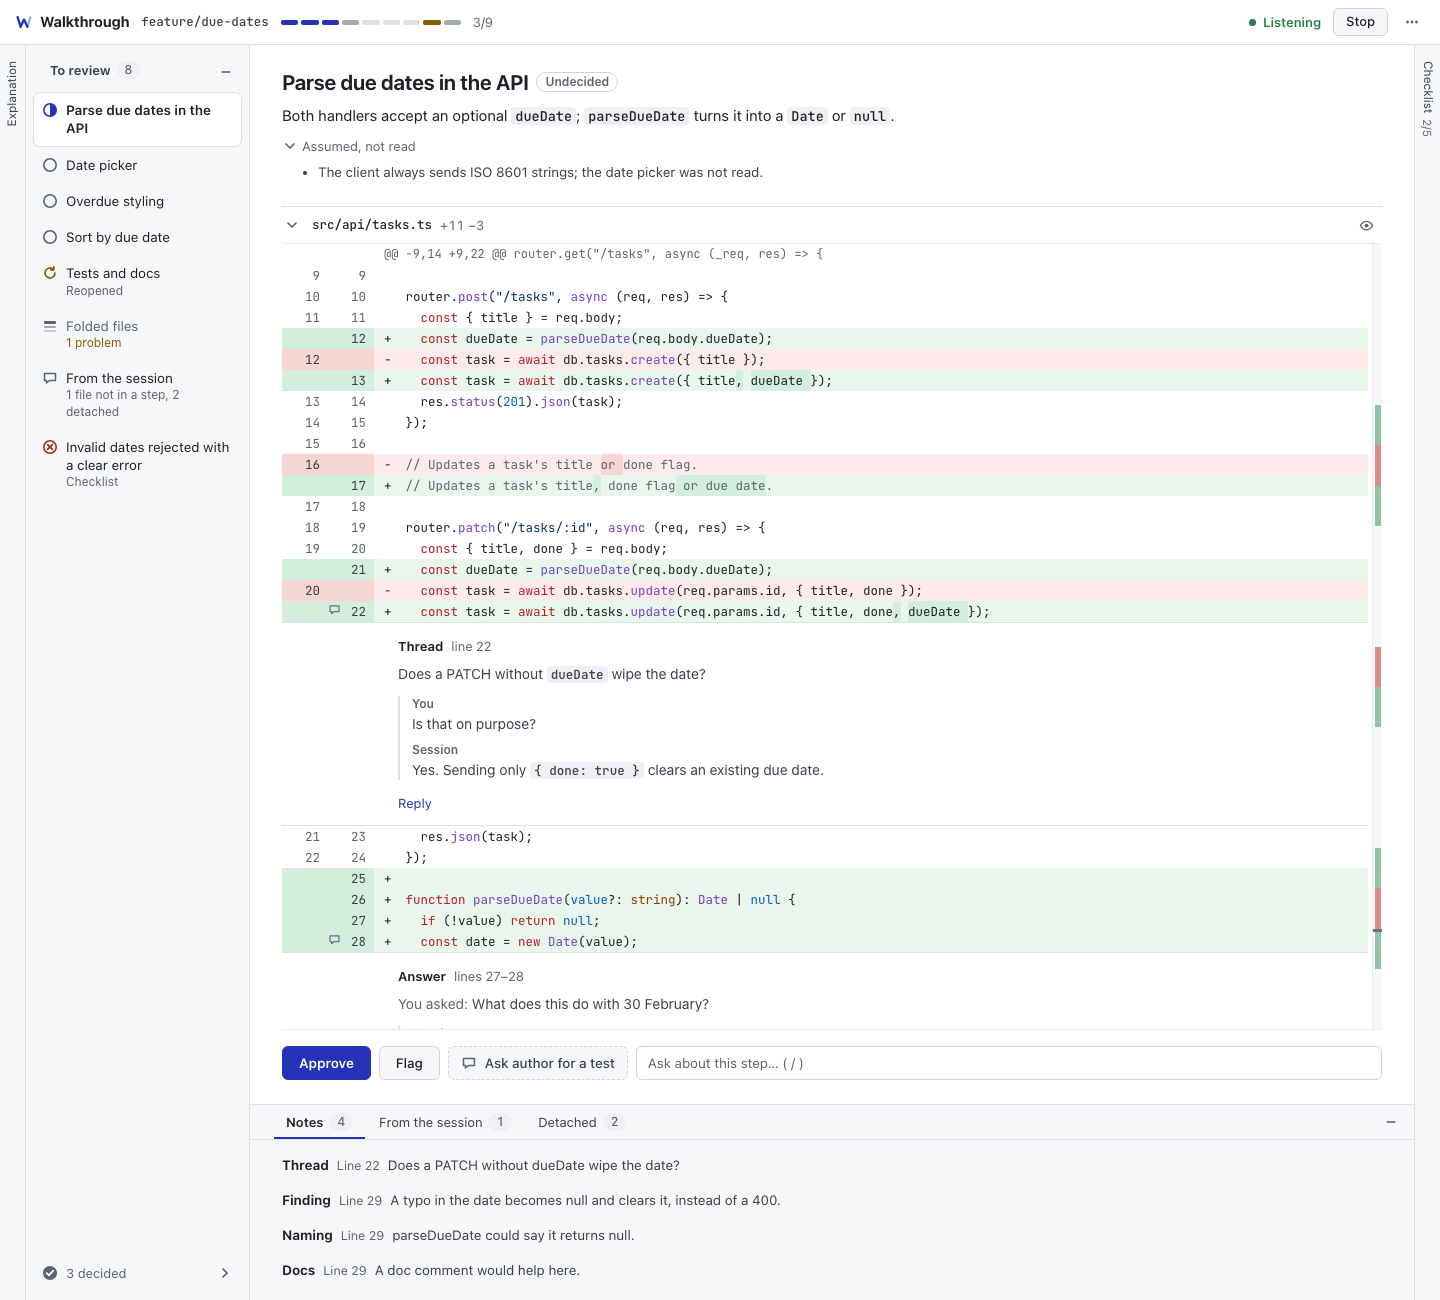 Walkthrough feature/due-dates 3/9 Listening Stop
Explanation
To review 8
Parse due dates in the
API
Date picker
Overdue styling
Sort by due date
Tests and docs
Reopened
Folded files
1 problem
From the session
1 file not in a step, 2
detached
Invalid dates rejected with
a clear error
Checklist
3 decided
Parse due dates in the API Undecided
Both handlers accept an optional dueDate; parseDueDate turns it into a Date or null.
Assumed, not read
• The client always sends ISO 8601 strings; the date picker was not read.
src/api/tasks.ts +11 −3
@@ -9,14 +9,22 @@ router.get("/tasks", async (_req, res) => {
9 9
10 10 router.post("/tasks", async (req, res) => {
11 11 const { title } = req.body;
12 + const dueDate = parseDueDate(req.body.dueDate);
12 - const task = await db.tasks.create({ title });
13 + const task = await db.tasks.create({ title, dueDate });
13 14 res.status(201).json(task);
14 15 });
15 16
16 - // Updates a task's title or done flag.
17 + // Updates a task's title, done flag or due date.
17 18
18 19 router.patch("/tasks/:id", async (req, res) => {
19 20 const { title, done } = req.body;
21 + const dueDate = parseDueDate(req.body.dueDate);
20 - const task = await db.tasks.update(req.params.id, { title, done });
22 + const task = await db.tasks.update(req.params.id, { title, done, dueDate });
Thread line 22
Does a PATCH without dueDate wipe the date?
You
Is that on purpose?
Session
Yes. Sending only { done: true } clears an existing due date.
Reply
21 23 res.json(task);
22 24 });
25 +
26 + function parseDueDate(value?: string): Date | null {
27 + if (!value) return null;
28 + const date = new Date(value);
Answer lines 27–28
You asked: What does this do with 30 February?
Approve Flag Ask author for a test Ask about this step… ( / )
Notes 4 From the session 1 Detached 2
Thread Line 22 Does a PATCH without dueDate wipe the date?
Finding Line 29 A typo in the date becomes null and clears it, instead of a 400.
Naming Line 29 parseDueDate could say it returns null.
Docs Line 29 A doc comment would help here.
Checklist 2/5